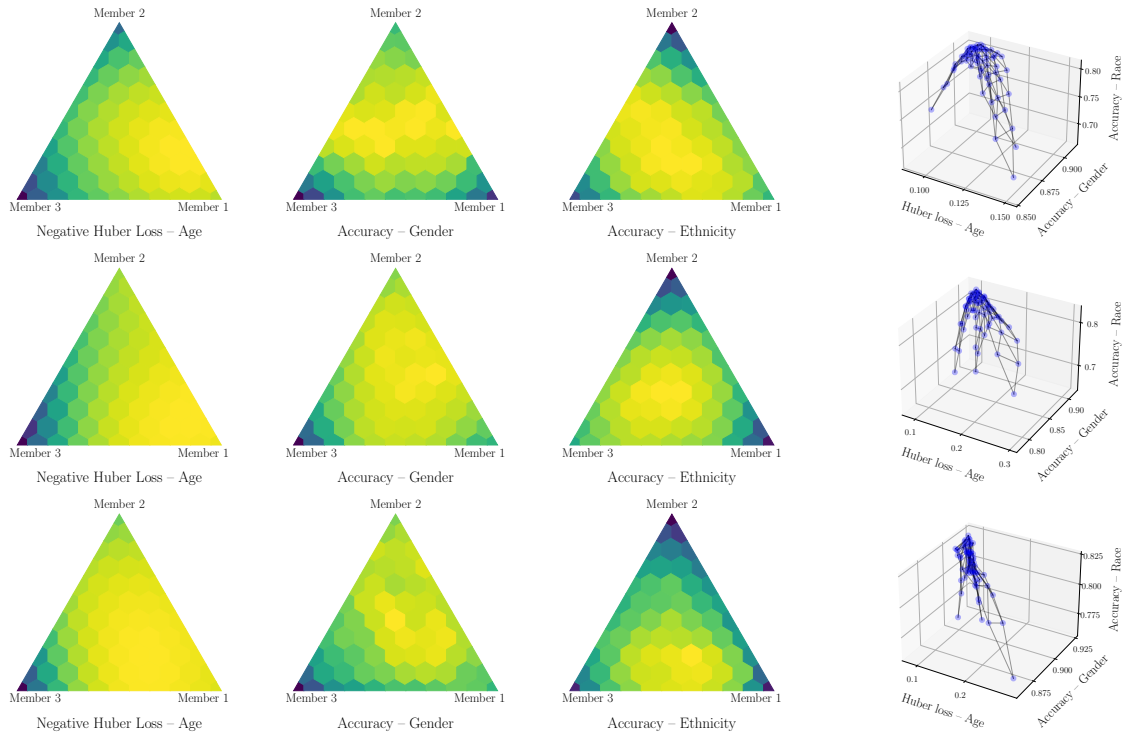 Member 2
Member 3 Member 1
Negative Huber Loss – Age
Member 2
Member 3 Member 1
Accuracy – Gender
Member 2
Member 3 Member 1
Accuracy – Ethnicity
0.80
0.75
0.70
Accuracy – Race
0.100
0.125
0.150
Huber loss – Age
0.850
0.875
0.900
Accuracy – Gender
Member 2
Member 3 Member 1
Negative Huber Loss – Age
Member 2
Member 3 Member 1
Accuracy – Gender
Member 2
Member 3 Member 1
Accuracy – Ethnicity
0.8
0.7
Accuracy – Race
0.1
0.2
0.3
Huber loss – Age
0.80
0.85
0.90
Accuracy – Gender
Member 2
Member 3 Member 1
Negative Huber Loss – Age
Member 2
Member 3 Member 1
Accuracy – Gender
Member 2
Member 3 Member 1
Accuracy – Ethnicity
0.825
0.800
0.775
Accuracy – Race
0.1
0.2
Huber loss – Age
0.875
0.900
0.925
Accuracy – Gender